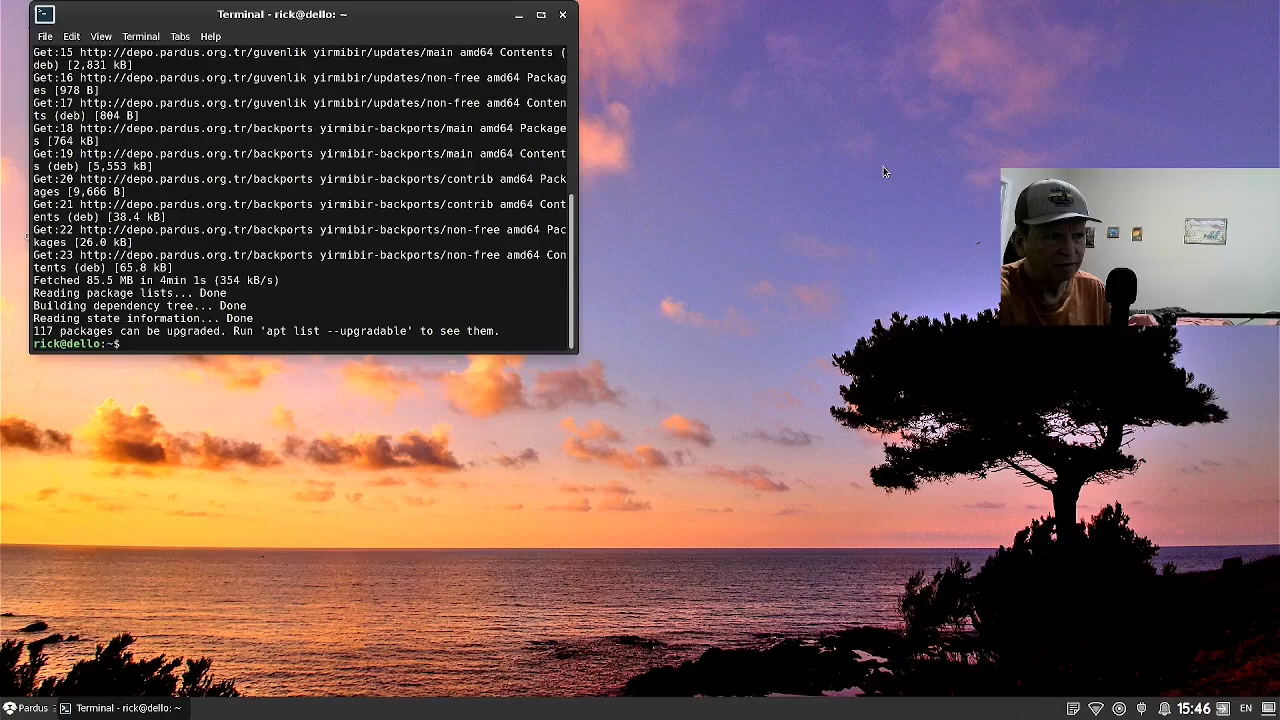 Terminal - rick@dello: ~
File Edit View Terminal Tabs Help
Get:15 http://depo.pardus.org.tr/guvenlik yirmibir/updates/main amd64 Contents (
deb) [2,831 kB]
Get:16 http://depo.pardus.org.tr/guvenlik yirmibir/updates/non-free amd64 Packag
es [978 B]
Get:17 http://depo.pardus.org.tr/guvenlik yirmibir/updates/non-free amd64 Conten
ts (deb) [804 B]
Get:18 http://depo.pardus.org.tr/backports yirmibir-backports/main amd64 Package
s [764 kB]
Get:19 http://depo.pardus.org.tr/backports yirmibir-backports/main amd64 Content
s (deb) [5,553 kB]
Get:20 http://depo.pardus.org.tr/backports yirmibir-backports/contrib amd64 Pack
ages [9,666 B]
Get:21 http://depo.pardus.org.tr/backports yirmibir-backports/contrib amd64 Cont
ents (deb) [38.4 kB]
Get:22 http://depo.pardus.org.tr/backports yirmibir-backports/non-free amd64 Pac
kages [26.0 kB]
Get:23 http://depo.pardus.org.tr/backports yirmibir-backports/non-free amd64 Con
tents (deb) [65.8 kB]
Fetched 85.5 MB in 4min 1s (354 kB/s)
Reading package lists... Done
Building dependency tree... Done
Reading state information... Done
117 packages can be upgraded. Run 'apt list --upgradable' to see them.
rick@dello:~$
Pardus Terminal - rick@dello: ~ 15:46 EN